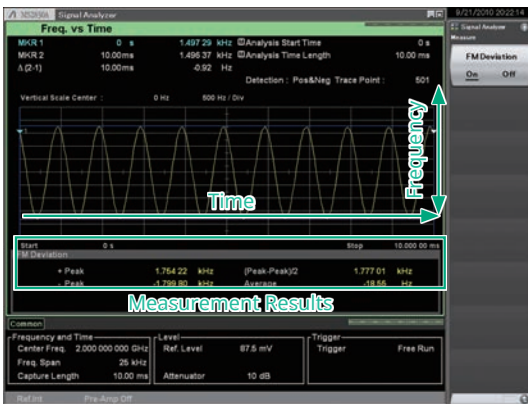 MS2690A Signal Analyzer
9/21/2010 20:22:14
Freq. vs Time
Signal Analyzer
Measure
MKR 1 0 s 1.497 29 kHz Analysis Start Time 0 s
MKR 2 10.00ms 1.496 37 kHz Analysis Time Length 10.00 ms
Δ (2-1) 10.00ms -0.92 Hz
Detection : Pos&Neg Trace Point : 501
FM Deviation
On Off
Vertical Scale Center : 0 Hz 500 Hz / Div
1
Frequency
Time
Start 0 s Stop 10.000 00 ms
FM Deviation
+ Peak 1.754 22 kHz (Peak-Peak)/2 1.777 01 kHz
- Peak -1.799 80 kHz Average -18.56 Hz
Measurement Results
Common
Frequency and Time Level Trigger
Center Freq. 2.000 000 000 GHz Ref. Level 87.5 mV Trigger Free Run
Freq. Span 25 kHz
Capture Length 10.00 ms Attenuator 10 dB
Ref.Int Pre-Amp Off